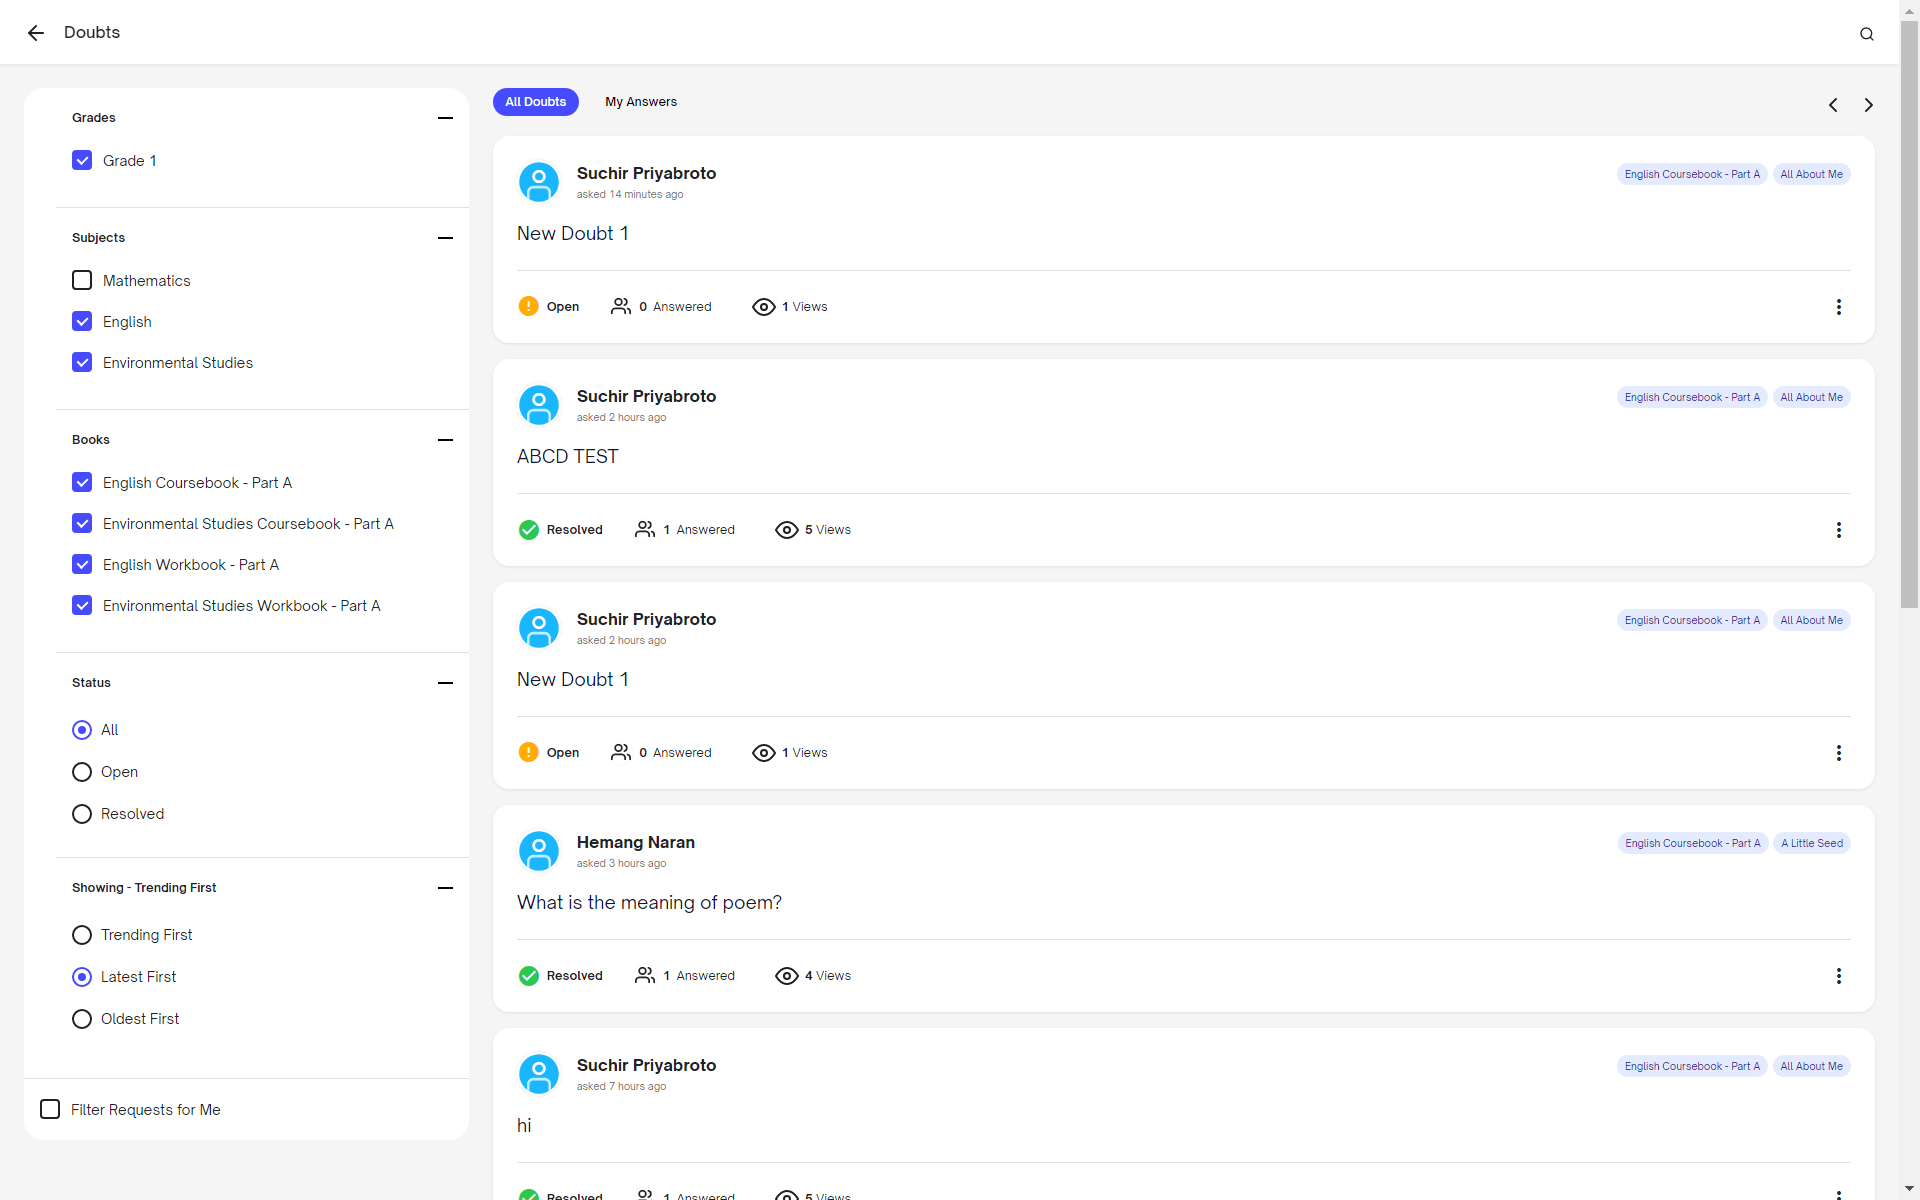 Doubts
Grades
Grade 1
Subjects
Mathematics
English
Environmental Studies
Books
English Coursebook - Part A
Environmental Studies Coursebook - Part A
English Workbook - Part A
Environmental Studies Workbook - Part A
Status
All
Open
Resolved
Showing - Trending First
Trending First
Latest First
Oldest First
Filter Requests for Me
All Doubts My Answers
Suchir Priyabroto English Coursebook - Part A All About Me
asked 14 minutes ago
New Doubt 1
Open 0 Answered 1 Views
Suchir Priyabroto English Coursebook - Part A All About Me
asked 2 hours ago
ABCD TEST
Resolved 1 Answered 5 Views
Suchir Priyabroto English Coursebook - Part A All About Me
asked 2 hours ago
New Doubt 1
Open 0 Answered 1 Views
Hemang Naran English Coursebook - Part A A Little Seed
asked 3 hours ago
What is the meaning of poem?
Resolved 1 Answered 4 Views
Suchir Priyabroto English Coursebook - Part A All About Me
asked 7 hours ago
hi
Resolved 1 Answered 5 Views